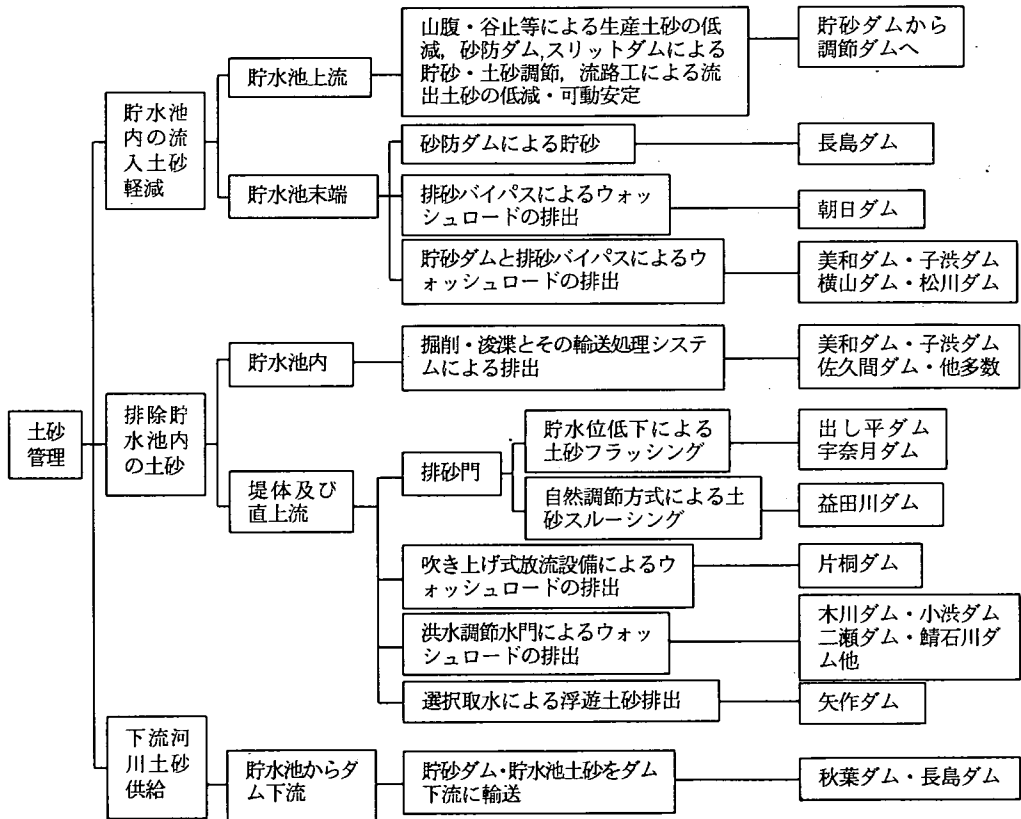 山腹・谷止等による生産土砂の低
減，砂防ダム,スリットダムによる
貯砂・土砂調節，流路工による流
出土砂の低減・可動安定
貯砂ダムから
調節ダムへ
貯水池上流
貯水池
内の流
入土砂
軽減
砂防ダムによる貯砂
長島ダム
貯水池末端
排砂バイパスによるウォッ
シュロードの排出
朝日ダム
貯砂ダムと排砂バイパスによるウ
ォッシュロードの排出
美和ダム・子渋ダム
横山ダム・松川ダム
貯水池内
掘削・浚渫とその輸送処理システ
ムによる排出
美和ダム・子渋ダム
佐久間ダム・他多数
土砂
管理
排除貯
水池内
の土砂
堤体及び
直上流
排砂門
貯水位低下による
土砂フラッシング
出し平ダム
宇奈月ダム
自然調節方式による土
砂スルーシング
益田川ダム
吹き上げ式放流設備によるウ
ォッシュロードの排出
片桐ダム
洪水調節水門によるウォッ
シュロードの排出
木川ダム・小渋ダム
二瀬ダム・鯖石川ダ
ム他
選択取水による浮遊土砂排出
矢作ダム
下流河
川土砂
供給
貯水池からダ
ム下流
貯砂ダム・貯水池土砂をダム
下流に輸送
秋葉ダム・長島ダム